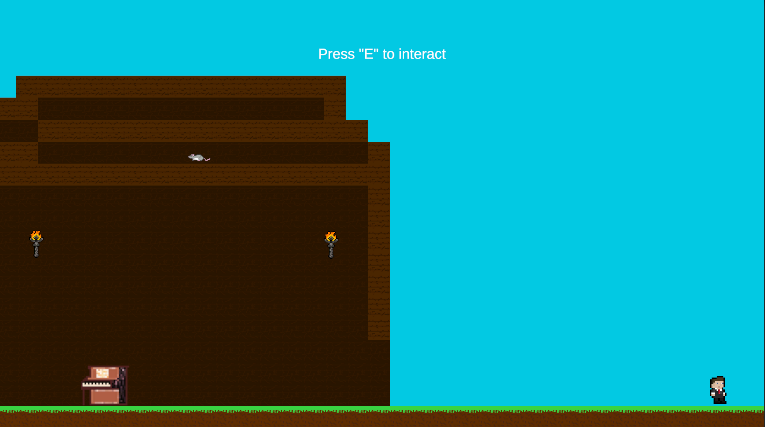 Press "E" to interact